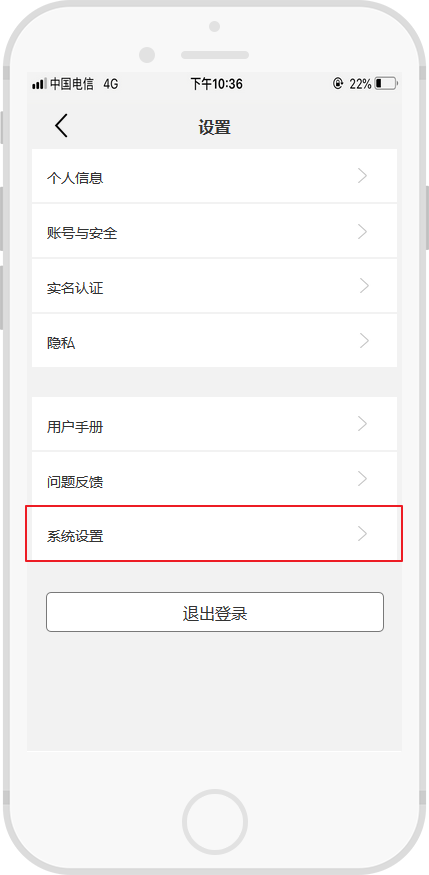 中国电信 4G 下午10:36 22%
设置
个人信息
账号与安全
实名认证
隐私
用户手册
问题反馈
系统设置
退出登录